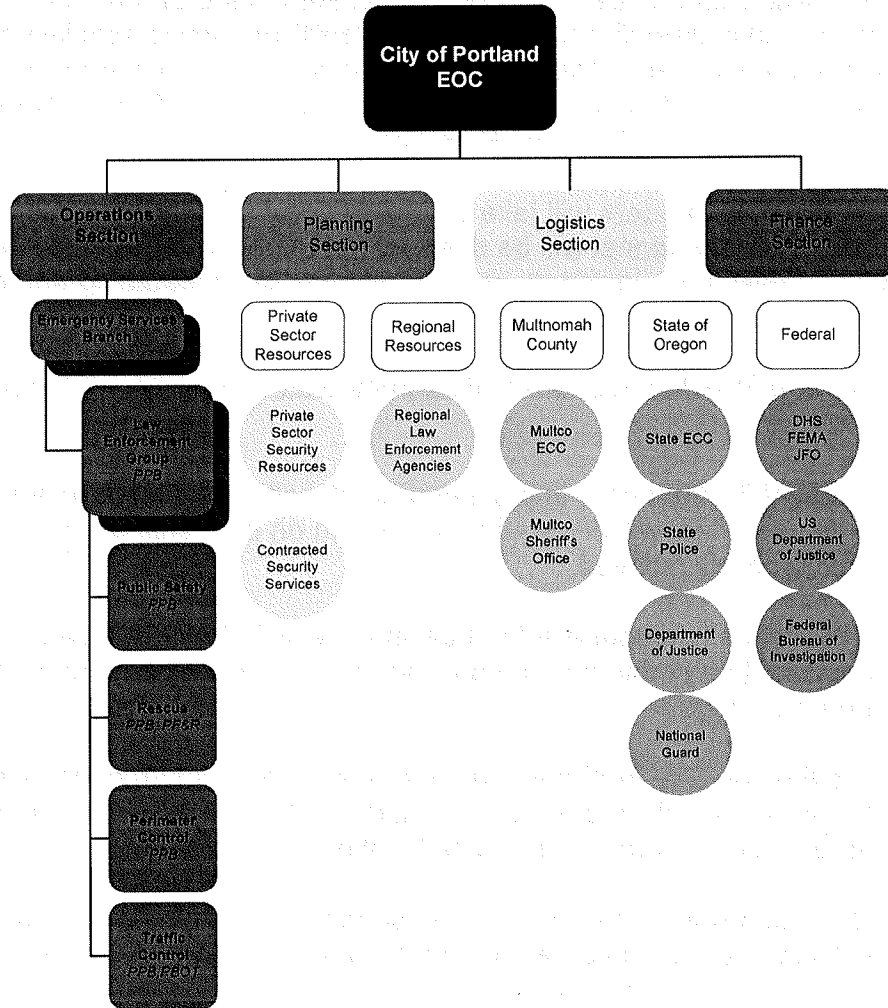 City of Portland
EOC
Operations
Section
Planning
Section
Logistics
Section
Finance
Section
Emergency Services
Branch
Private
Sector
Resources
Regional
Resources
Multnomah
County
State of
Oregon
Federal
Law
Enforcement
Group
PPB
Private
Sector
Security
Resources
Regional
Law
Enforcement
Agencies
Multco
ECC
State ECC
DHS
FEMA
JFO
Public Safety
PPB
Contracted
Security
Services
Multco
Sheriff's
Office
State
Police
US
Department
of Justice
Rescue
PPB, PF&R
Department
of Justice
Federal
Bureau of
Investigation
National
Guard
Perimeter
Control
PPB
Traffic
Control
PPB, PBOT